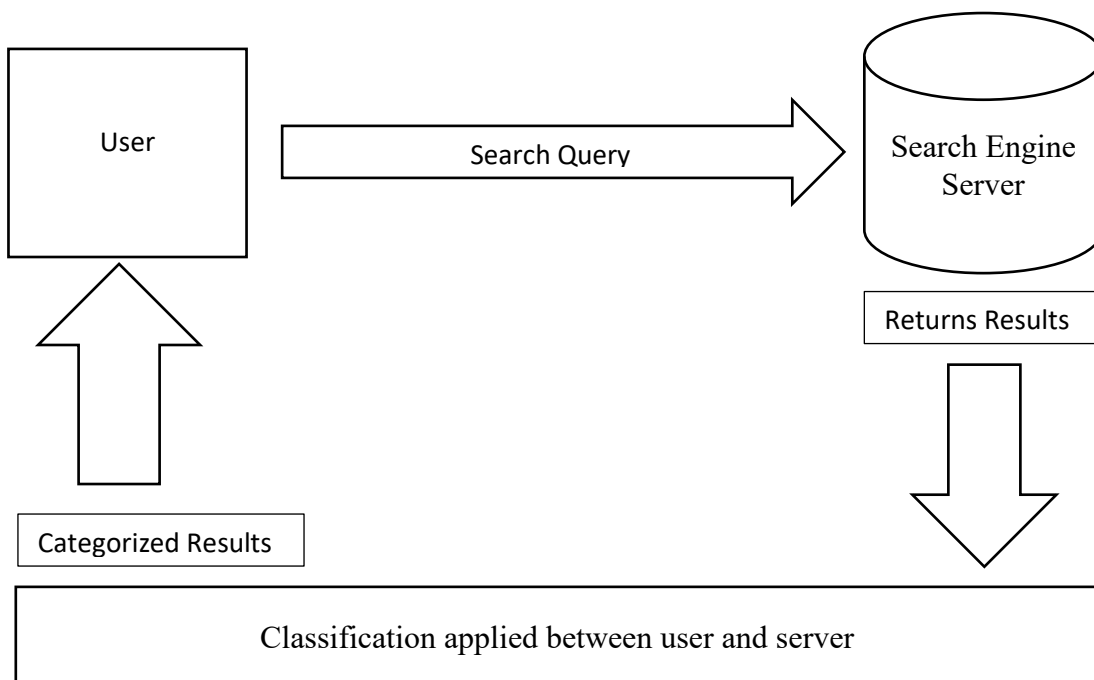 User
Search Query
Search Engine
Server
Returns Results
Categorized Results
Classification applied between user and server